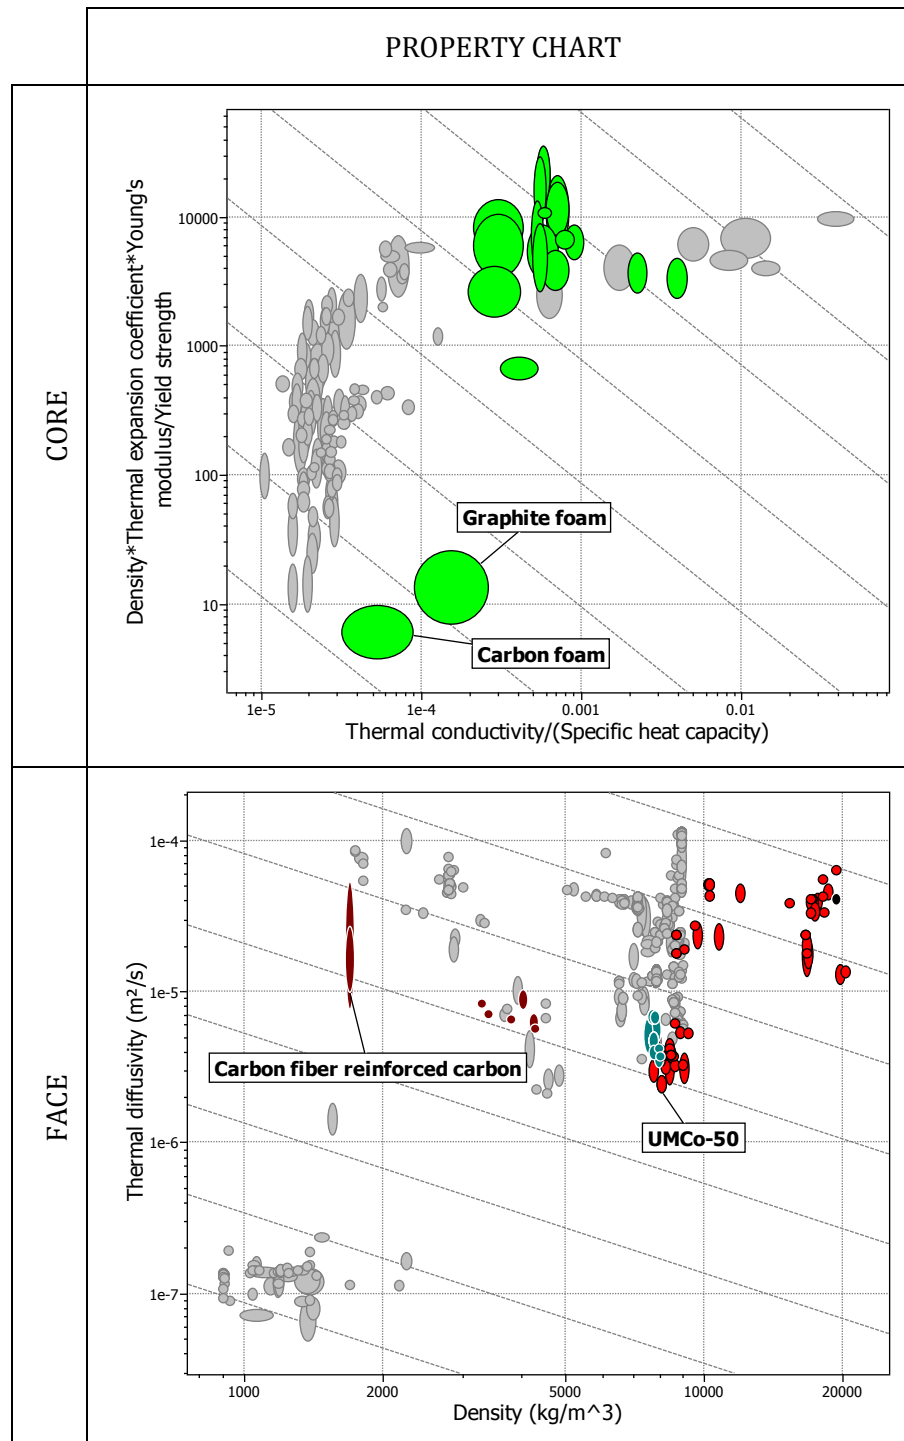 PROPERTY CHART
CORE
Density*Thermal expansion coefficient*Young's
modulus/Yield strength
10000
1000
100
10
Graphite foam
Carbon foam
1e-5
1e-4
0.001
0.01
Thermal conductivity/(Specific heat capacity)
FACE
Thermal diffusivity (m²/s)
1e-4
1e-5
1e-6
1e-7
Carbon fiber reinforced carbon
UMCo-50
1000
2000
5000
10000
20000
Density (kg/m^3)